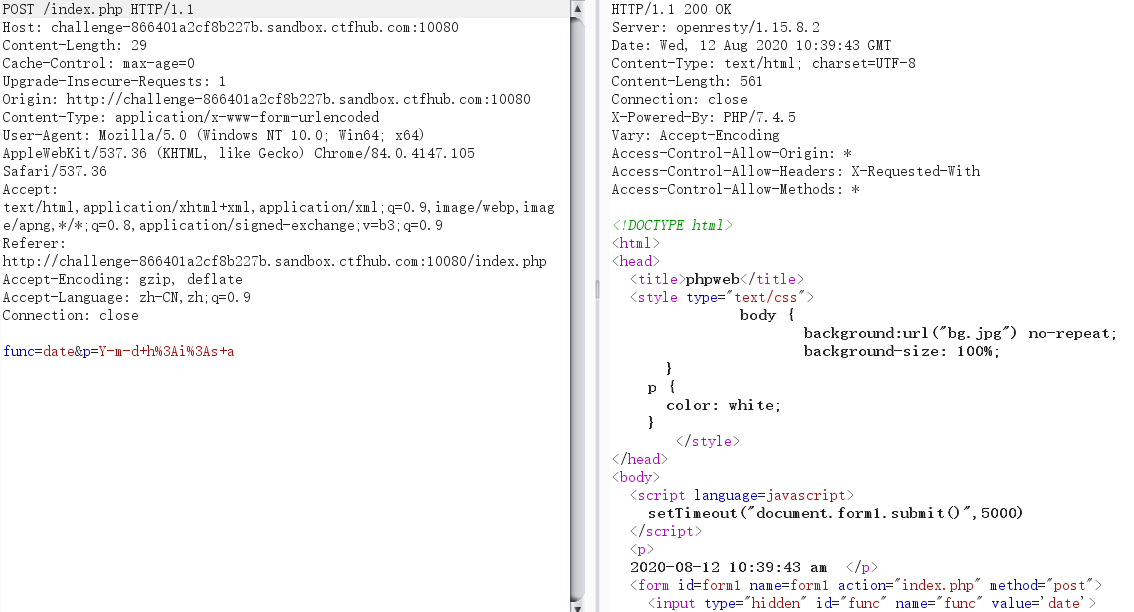 POST /index.php HTTP/1.1
Host: challenge-866401a2cf8b227b.sandbox.ctfhub.com:10080
Content-Length: 29
Cache-Control: max-age=0
Upgrade-Insecure-Requests: 1
Origin: http://challenge-866401a2cf8b227b.sandbox.ctfhub.com:10080
Content-Type: application/x-www-form-urlencoded
User-Agent: Mozilla/5.0 (Windows NT 10.0; Win64; x64)
AppleWebKit/537.36 (KHTML, like Gecko) Chrome/84.0.4147.105
Safari/537.36
Accept:
text/html,application/xhtml+xml,application/xml;q=0.9,image/webp,imag
e/apng,*/*;q=0.8,application/signed-exchange;v=b3;q=0.9
Referer:
http://challenge-866401a2cf8b227b.sandbox.ctfhub.com:10080/index.php
Accept-Encoding: gzip, deflate
Accept-Language: zh-CN,zh;q=0.9
Connection: close
func=date&p=Y-m-d+h%3Ai%3As+a
HTTP/1.1 200 OK
Server: openresty/1.15.8.2
Date: Wed, 12 Aug 2020 10:39:43 GMT
Content-Type: text/html; charset=UTF-8
Content-Length: 561
Connection: close
X-Powered-By: PHP/7.4.5
Vary: Accept-Encoding
Access-Control-Allow-Origin: *
Access-Control-Allow-Headers: X-Requested-With
Access-Control-Allow-Methods: *
<!DOCTYPE html>
<html>
<head>
<title>phpweb</title>
<style type="text/css">
body {
background:url("bg.jpg") no-repeat;
background-size: 100%;
}
p {
color: white;
}
</style>
</head>
<body>
<script language=javascript>
setTimeout("document.form1.submit()",5000)
</script>
<p>
2020-08-12 10:39:43 am </p>
<form id=form1 name=form1 action="index.php" method="post">
<input type="hidden" id="func" name="func" value='date'>